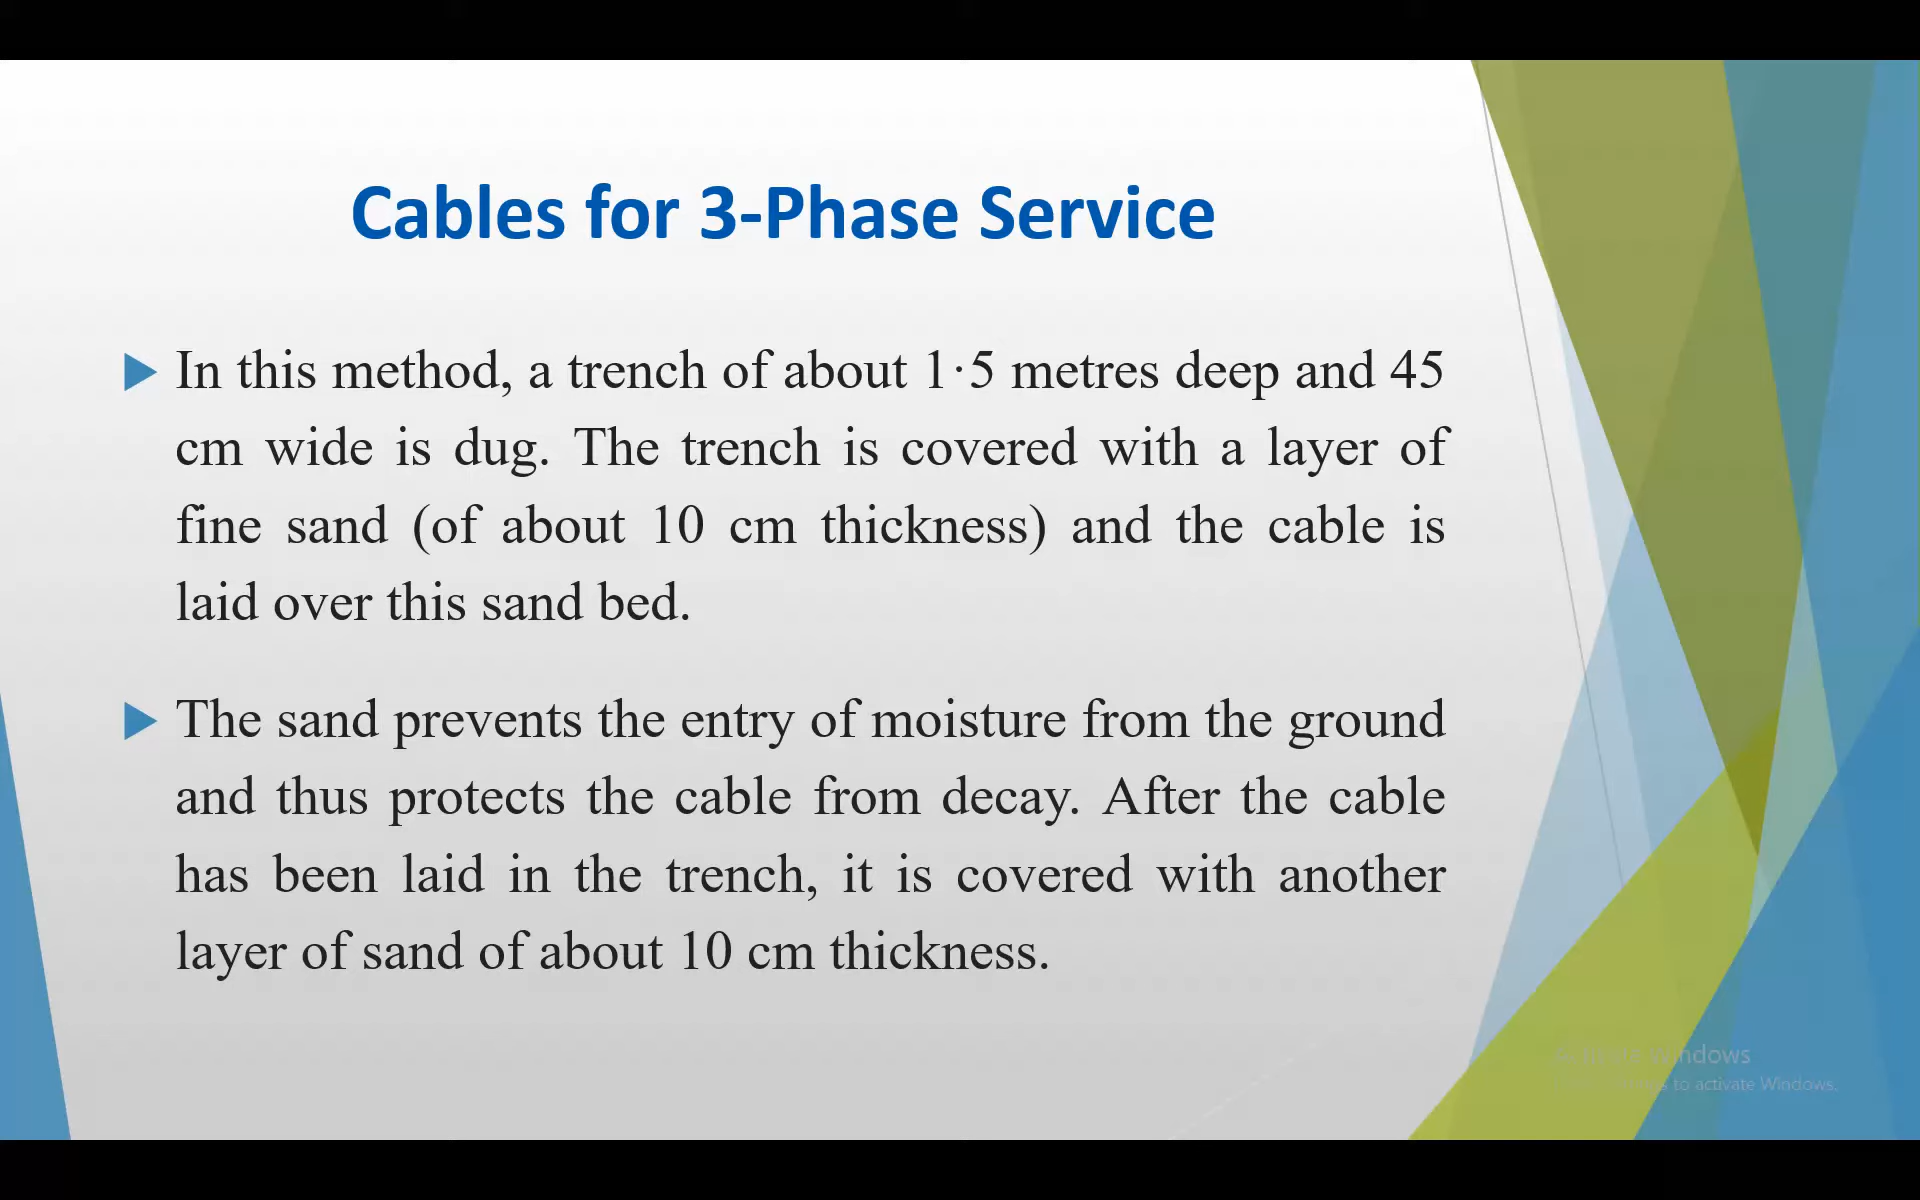 Cables for 3-Phase Service
In this method, a trench of about 1·5 metres deep and 45
cm wide is dug. The trench is covered with a layer of
fine sand (of about 10 cm thickness) and the cable is
laid over this sand bed.
The sand prevents the entry of moisture from the ground
and thus protects the cable from decay. After the cable
has been laid in the trench, it is covered with another
layer of sand of about 10 cm thickness.
Activate Windows
to activate Windows.